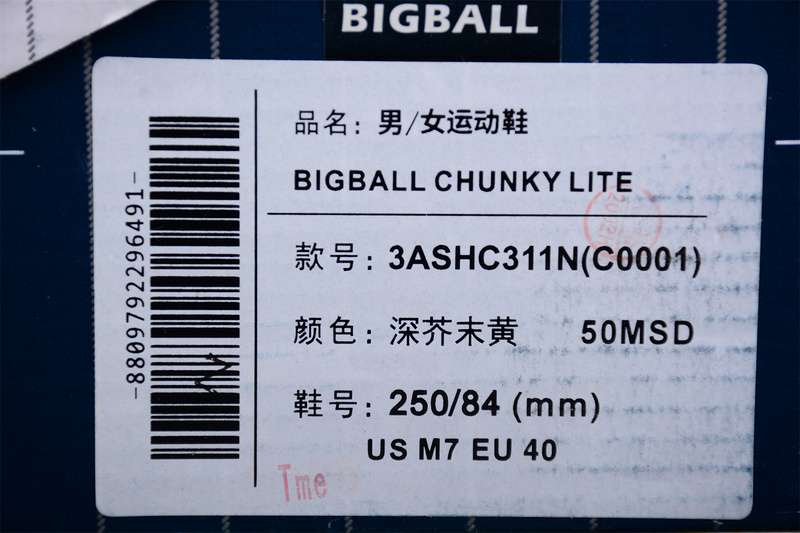 BIGBALL
品名：男/女运动鞋
BIGBALL CHUNKY LITE
款号：3ASHC311N(C0001)
颜色：深芥末黄 50MSD
鞋号：250/84 (mm)
US M7 EU 40
-8809792296491-
Tme